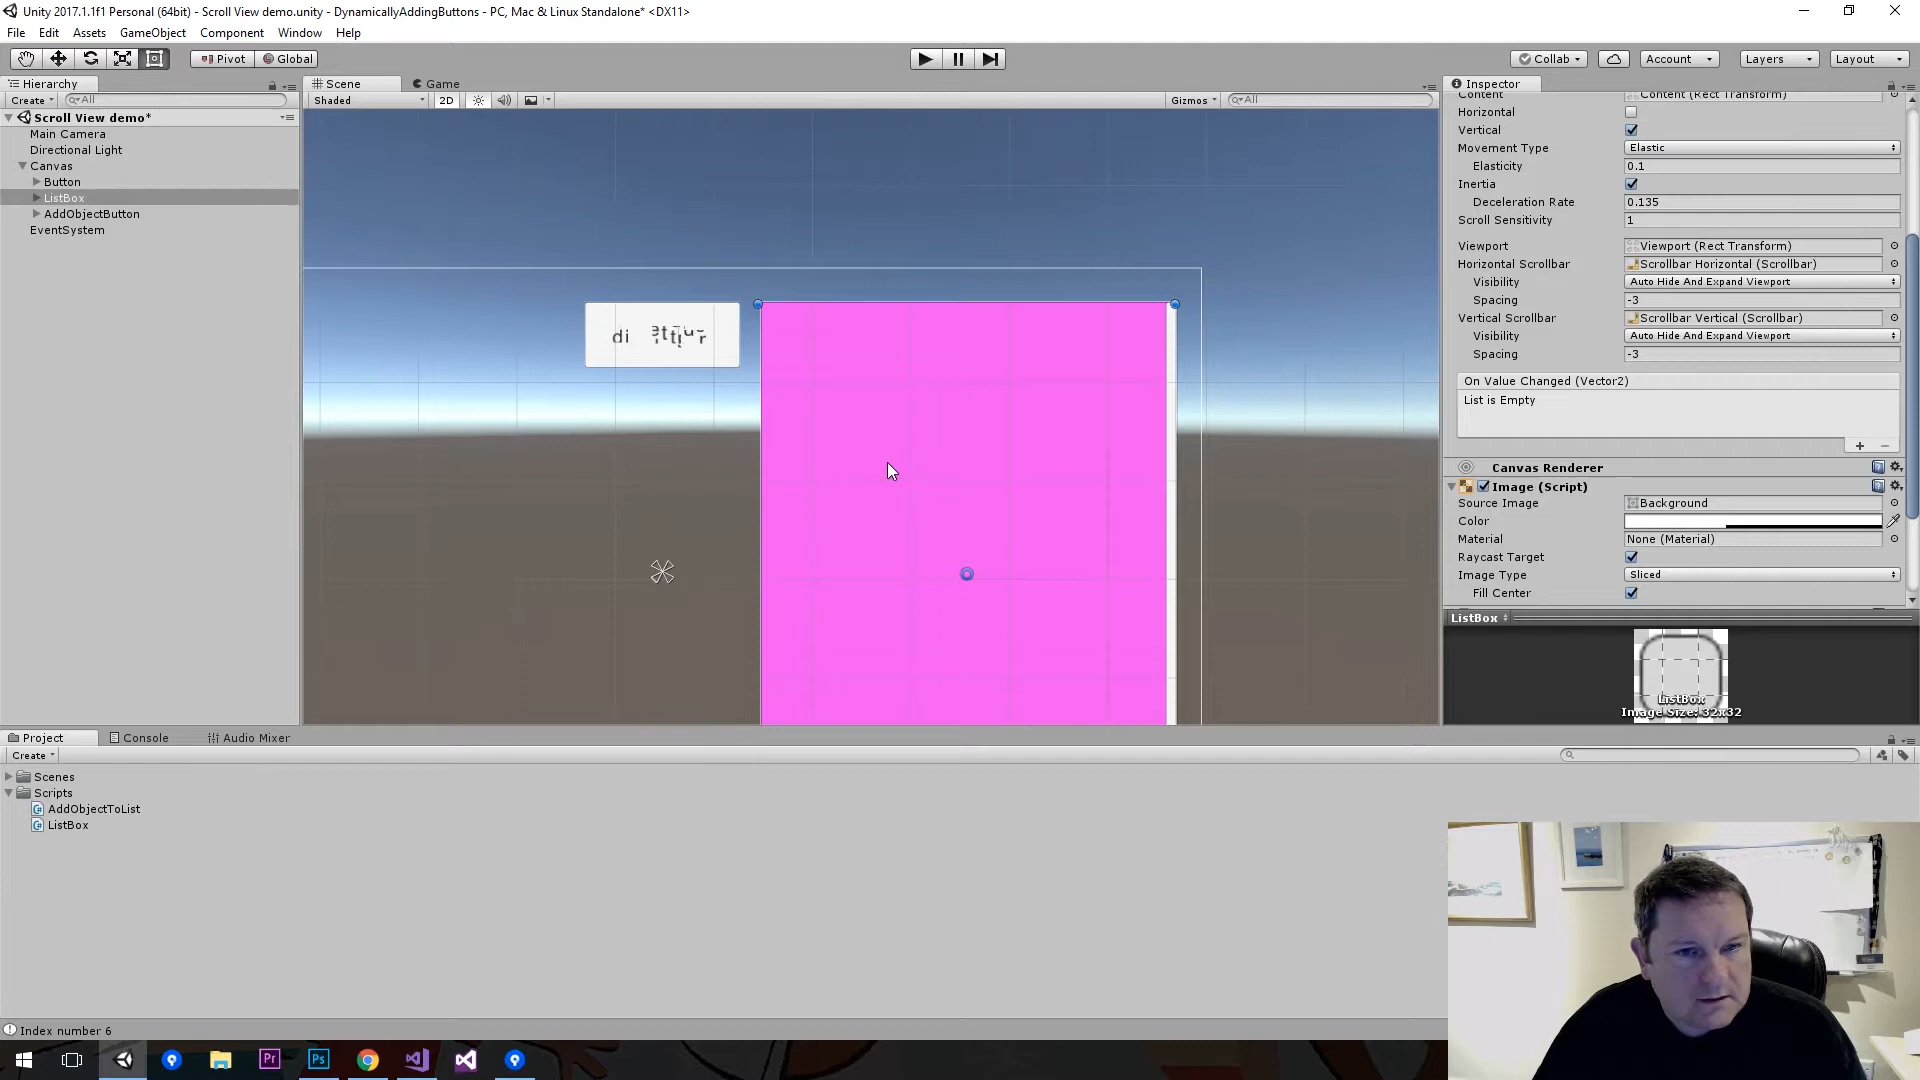 Unity 2017.1.1f1 Personal (64bit) - Scroll View demo.unity - DynamicallyAddingButtons - PC, Mac & Linux Standalone* <DX11>
File Edit Assets GameObject Component Window Help
Pivot Global Collab Account Layers Layout
Hierarchy
Create All
Scroll View demo*
Main Camera
Directional Light
Canvas
Button
ListBox
AddObjectButton
EventSystem
Scene Game
Shaded 2D Gizmos All
Inspector
Content Content (Rect Transform)
Horizontal
Vertical
Movement Type Elastic
Elasticity 0.1
Inertia
Deceleration Rate 0.135
Scroll Sensitivity 1
Viewport Viewport (Rect Transform)
Horizontal Scrollbar Scrollbar Horizontal (Scrollbar)
Visibility Auto Hide And Expand Viewport
Spacing -3
Vertical Scrollbar Scrollbar Vertical (Scrollbar)
Visibility Auto Hide And Expand Viewport
Spacing -3
On Value Changed (Vector2)
List is Empty
Canvas Renderer
Image (Script)
Source Image Background
Color
Material None (Material)
Raycast Target
Image Type Sliced
Fill Center
ListBox
ListBox
Image Size: 32x32
Project Console Audio Mixer
Create
Scenes
Scripts
AddObjectToList
ListBox
Index number 6
Pr
Ps